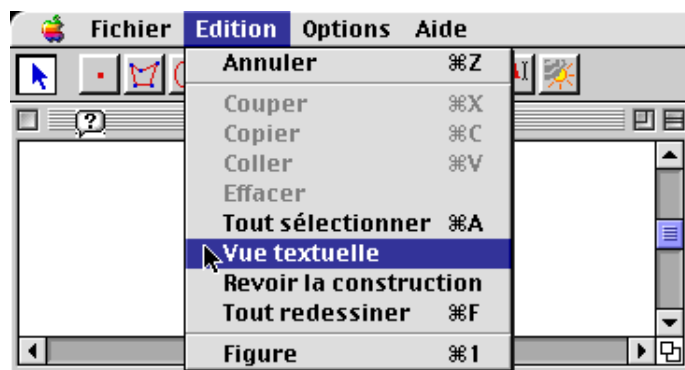 Fichier Edition Options Aide
Annuler ⌘Z
Couper ⌘X
Copier ⌘C
Coller ⌘V
Effacer
Tout sélectionner ⌘A
Vue textuelle
Revoir la construction
Tout redessiner ⌘F
Figure ⌘1
?